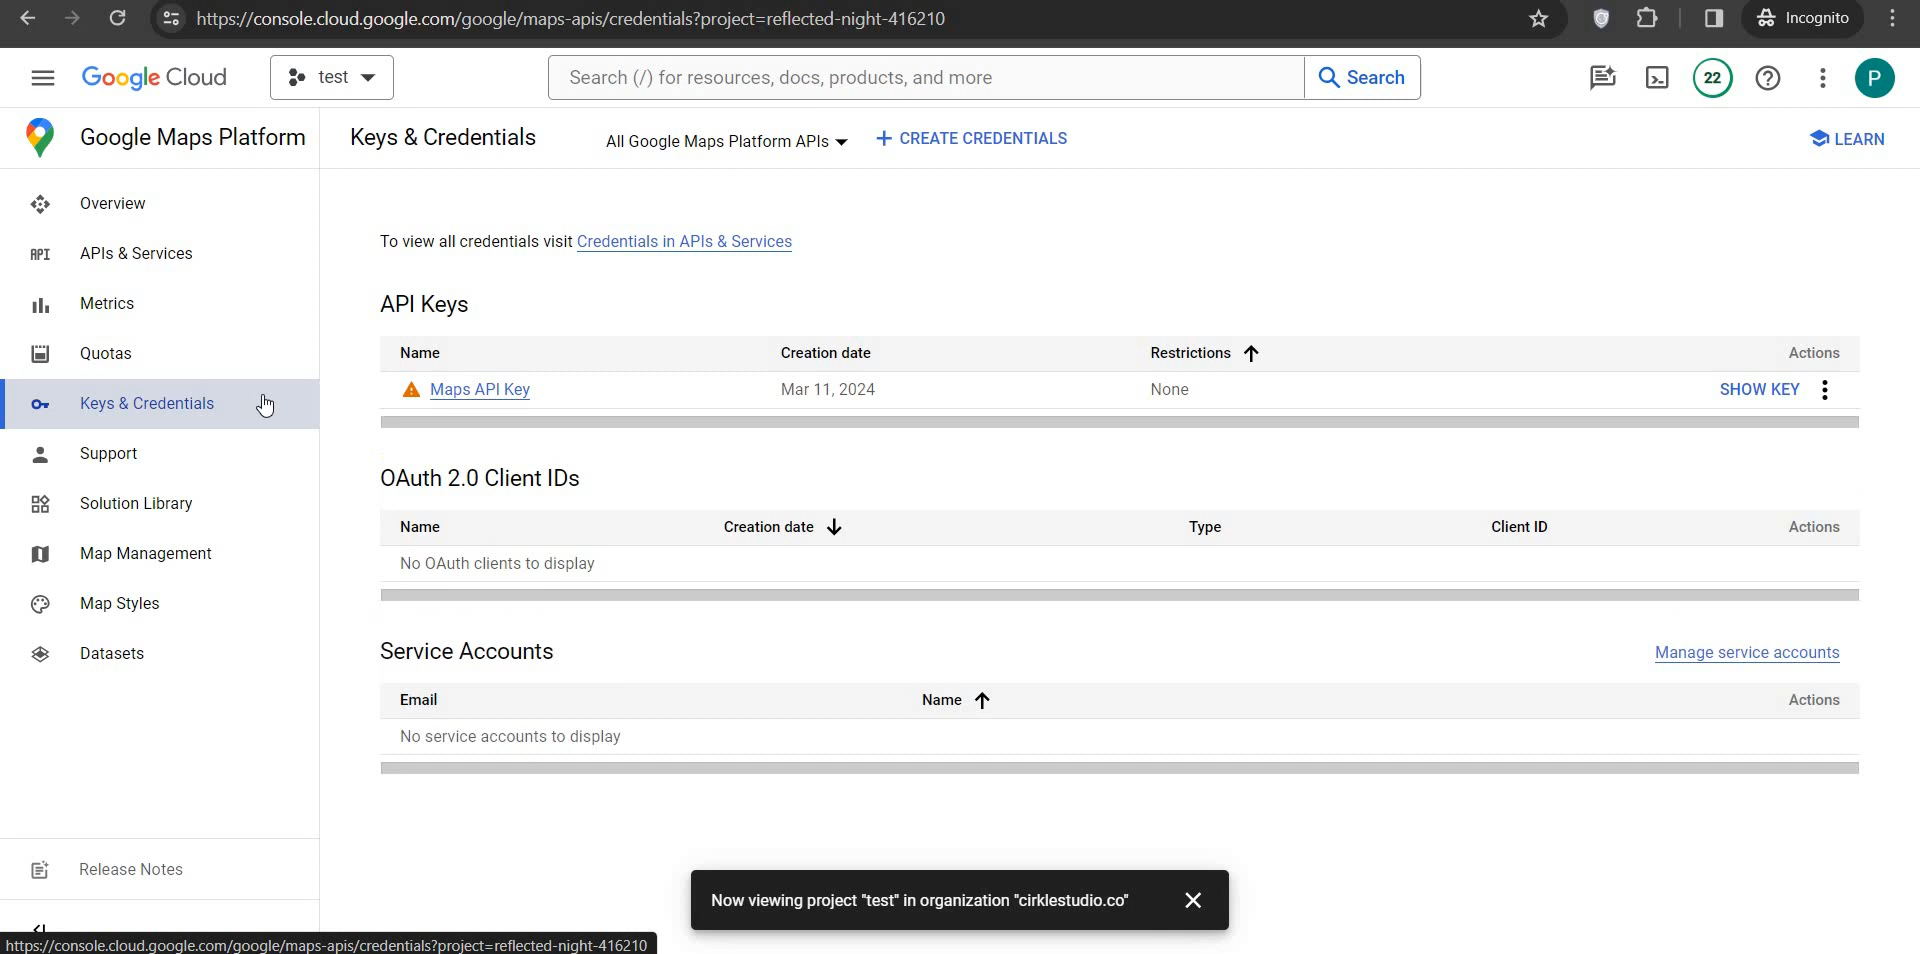 https://console.cloud.google.com/google/maps-apis/credentials?project=reflected-night-416210
Incognito
Google Cloud
test
Search (/) for resources, docs, products, and more
Search
22
P
Google Maps Platform
Keys & Credentials
All Google Maps Platform APIs
CREATE CREDENTIALS
LEARN
Overview
API
APIs & Services
Metrics
Quotas
Keys & Credentials
Support
Solution Library
Map Management
Map Styles
Datasets
Release Notes
To view all credentials visit Credentials in APIs & Services
API Keys
Name Creation date Restrictions Actions
Maps API Key Mar 11, 2024 None SHOW KEY
OAuth 2.0 Client IDs
Name Creation date Type Client ID Actions
No OAuth clients to display
Service Accounts
Manage service accounts
Email Name Actions
No service accounts to display
Now viewing project "test" in organization "cirklestudio.co"
https://console.cloud.google.com/google/maps-apis/credentials?project=reflected-night-416210